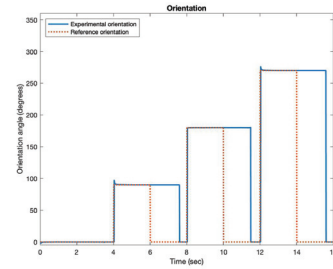 Orientation
Experimental orientation
Reference orientation
350
300
250
200
150
100
50
0
Orientation angle (degrees)
0 2 4 6 8 10 12 14 16
Time (sec)